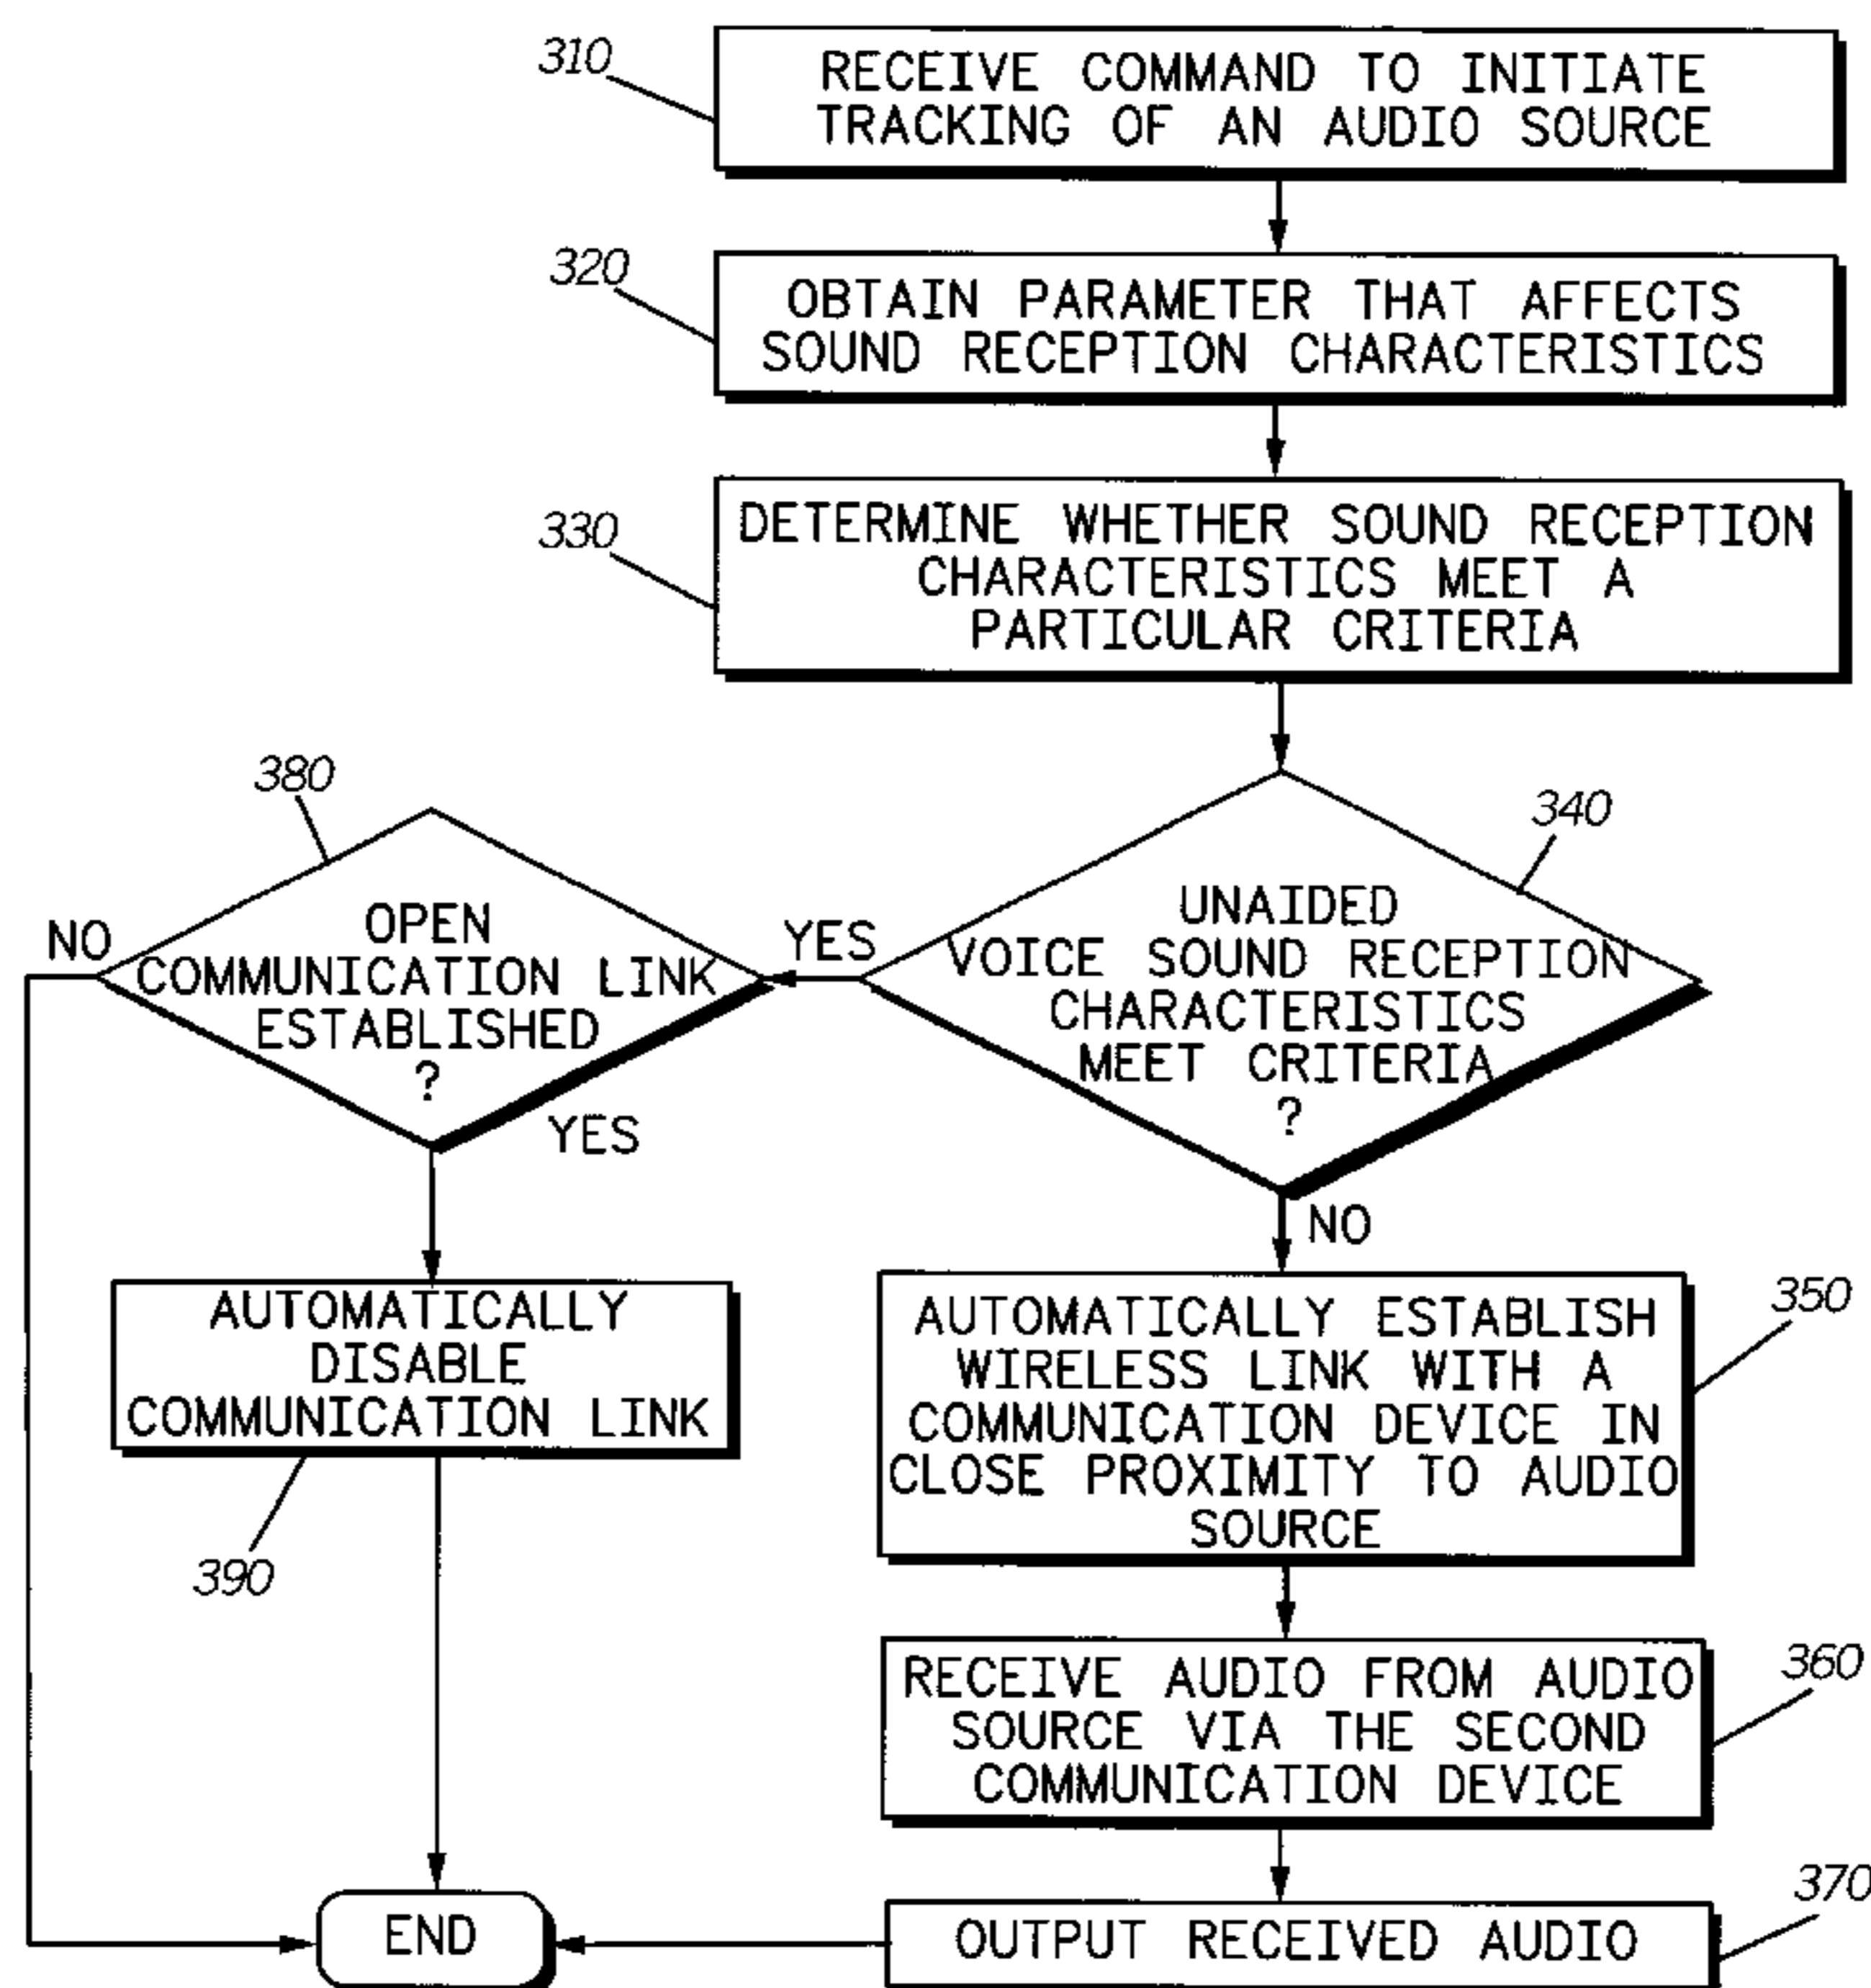 310
RECEIVE COMMAND TO INITIATE
TRACKING OF AN AUDIO SOURCE
320
OBTAIN PARAMETER THAT AFFECTS
SOUND RECEPTION CHARACTERISTICS
330
DETERMINE WHETHER SOUND RECEPTION
CHARACTERISTICS MEET A
PARTICULAR CRITERIA
340
UNAIDED
VOICE SOUND RECEPTION
CHARACTERISTICS
MEET CRITERIA
?
YES
NO
380
OPEN
COMMUNICATION LINK
ESTABLISHED
?
NO
YES
AUTOMATICALLY
DISABLE
COMMUNICATION LINK
390
350
AUTOMATICALLY ESTABLISH
WIRELESS LINK WITH A
COMMUNICATION DEVICE IN
CLOSE PROXIMITY TO AUDIO
SOURCE
360
RECEIVE AUDIO FROM AUDIO
SOURCE VIA THE SECOND
COMMUNICATION DEVICE
370
OUTPUT RECEIVED AUDIO
END